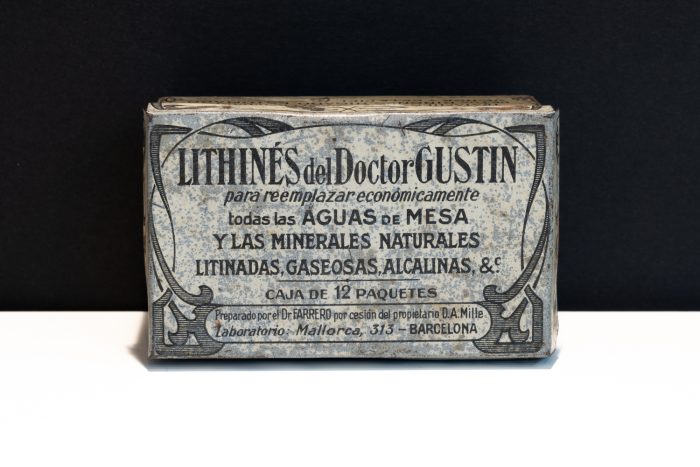 LITHINÉS del Doctor GUSTIN
para reemplazar económicamente
todas las AGUAS DE MESA
Y LAS MINERALES NATURALES
LITINADAS, GASEOSAS, ALCALINAS, &ᶜ.
CAJA DE 12 PAQUETES
Preparado por el Dr FARRERO por cesión del propietario D.A. Mille.
Laboratorio: Mallorca, 313 – BARCELONA